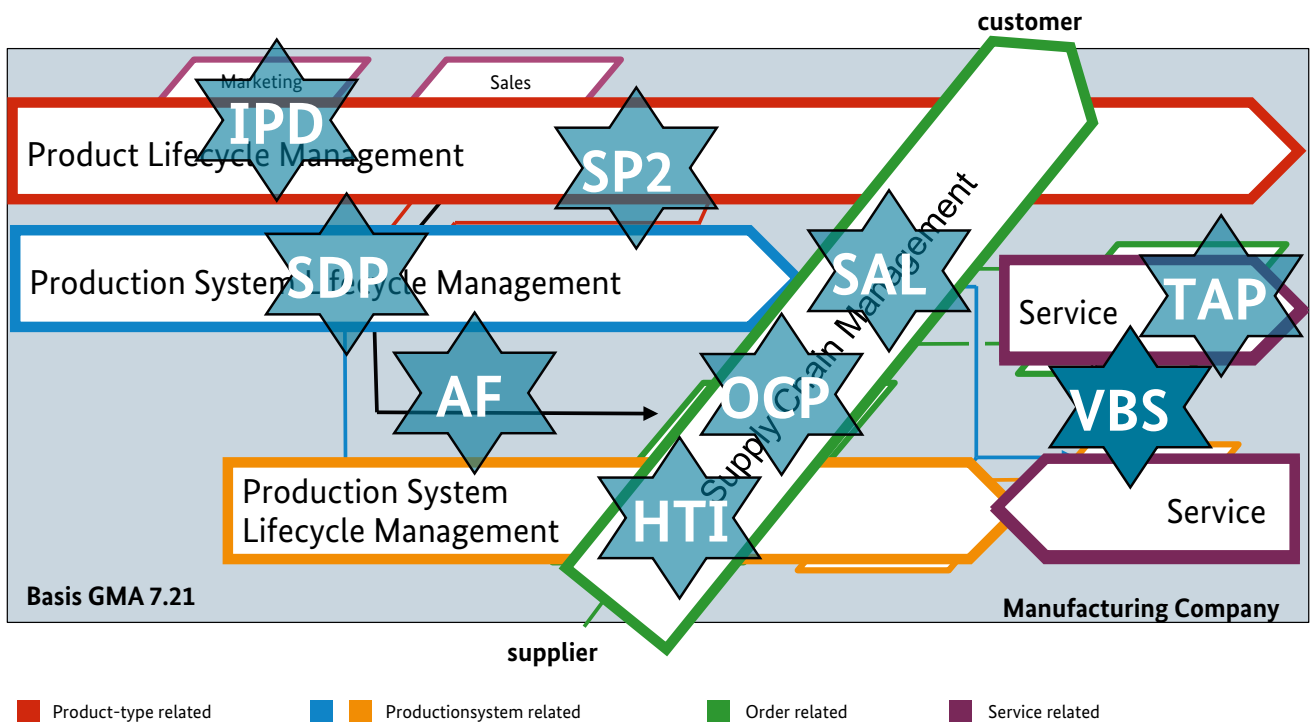 customer
Marketing
Sales
IPD
Product Lifecycle Management
SP2
Production System Lifecycle Management
SDP
SAL
Supply Chain Management
Service
TAP
AF
OCP
VBS
Production System
Lifecycle Management
HTI
Service
Basis GMA 7.21
Manufacturing Company
supplier
Product-type related
Productionsystem related
Order related
Service related